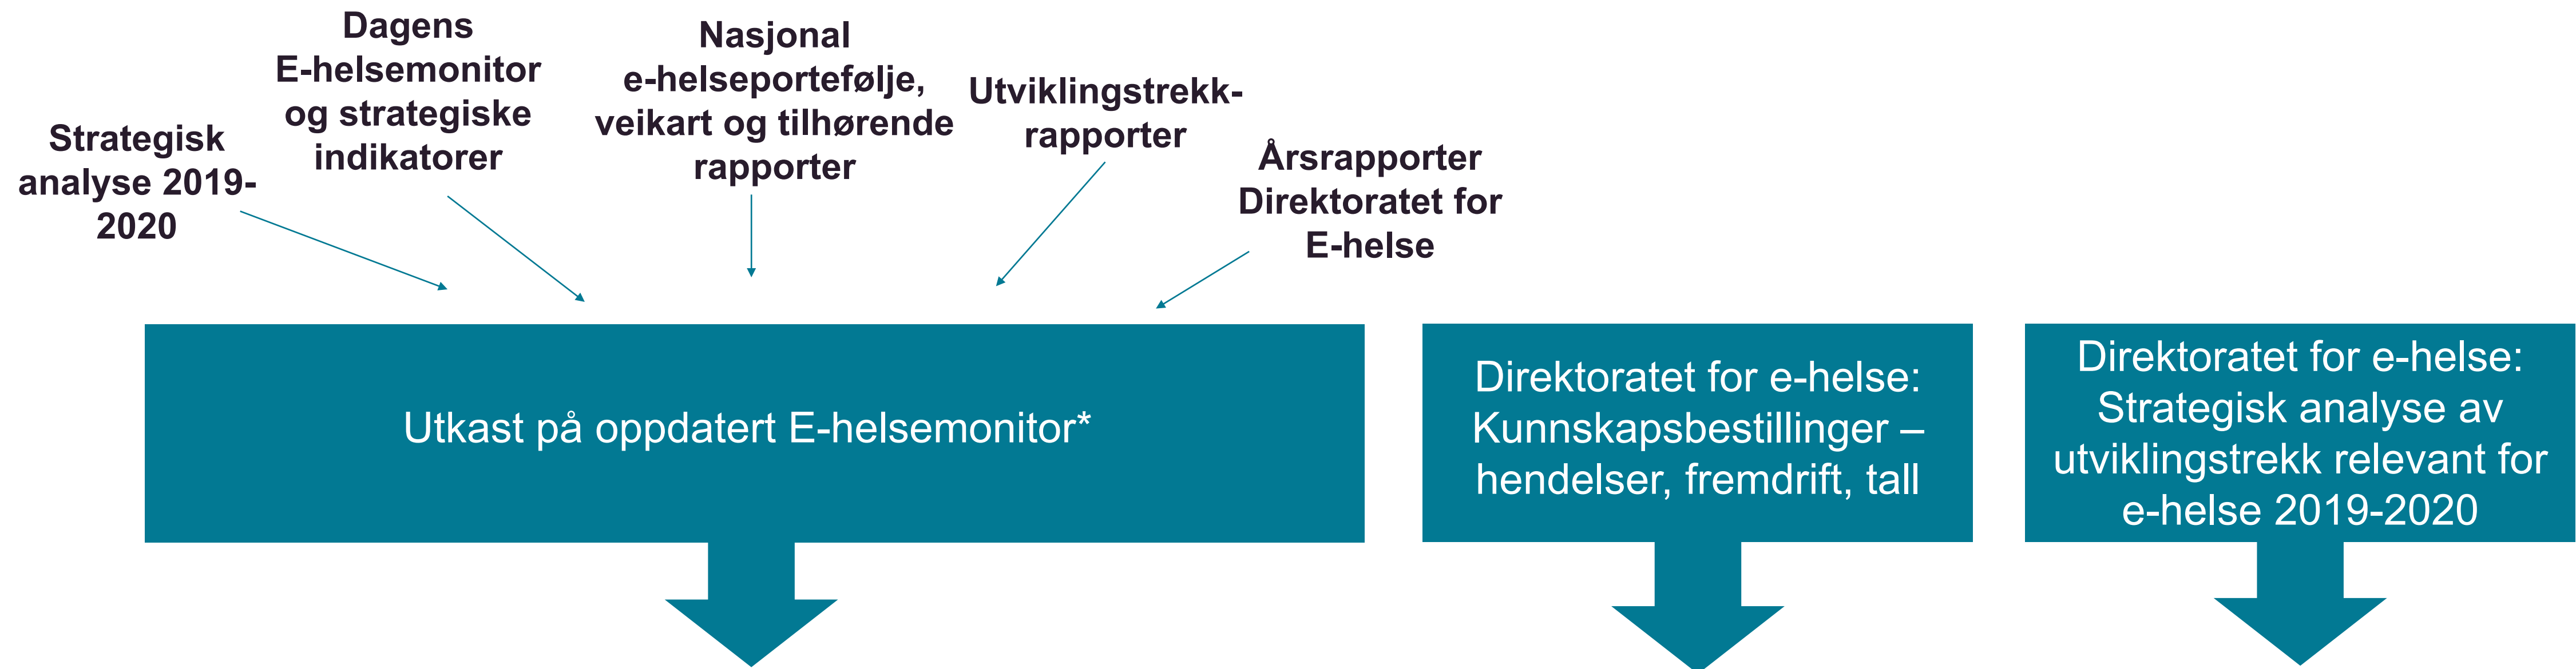 Strategisk
analyse 2019-
2020
Dagens
E-helsemonitor
og strategiske
indikatorer
Nasjonal
e-helseportefølje,
veikart og tilhørende
rapporter
Utviklingstrekk-
rapporter
Årsrapporter
Direktoratet for
E-helse
Utkast på oppdatert E-helsemonitor*
Direktoratet for e-helse:
Kunnskapsbestillinger –
hendelser, fremdrift, tall
Direktoratet for e-helse:
Strategisk analyse av
utviklingstrekk relevant for
e-helse 2019-2020